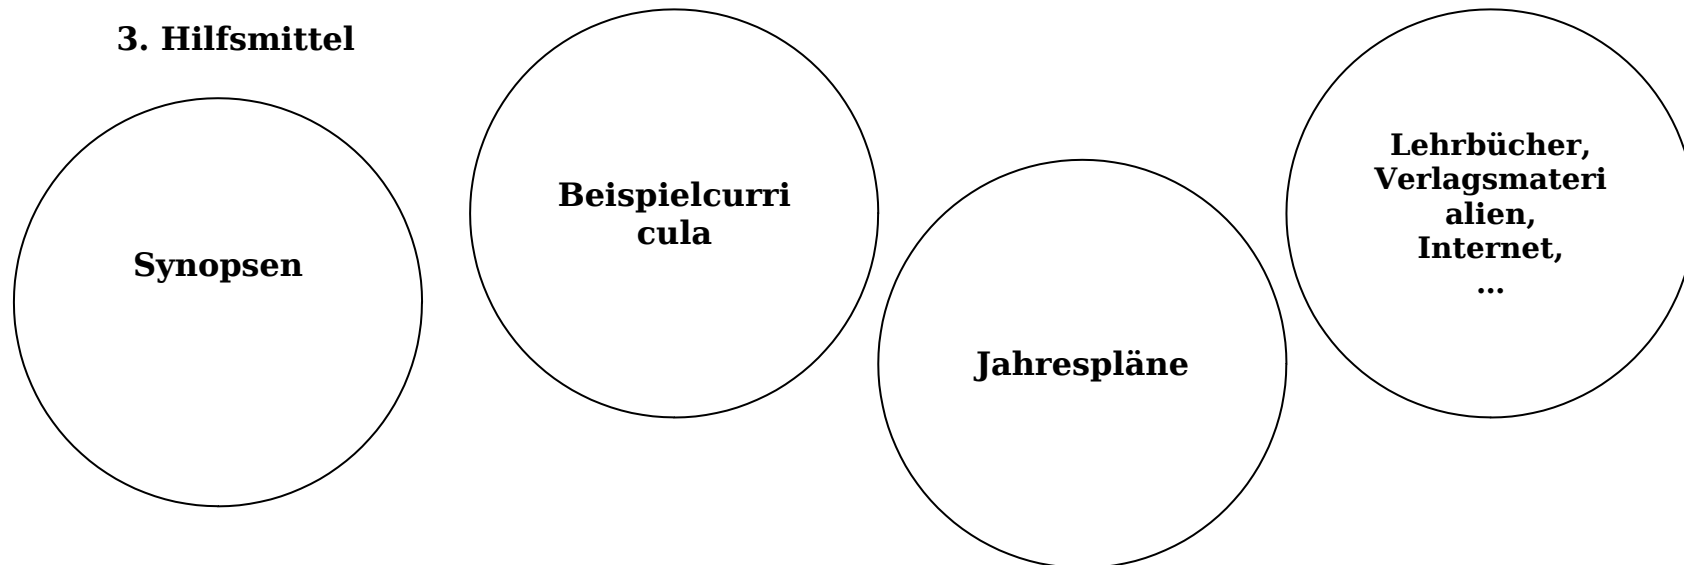 3. Hilfsmittel
Synopsen
Beispielcurri
cula
Jahrespläne
Lehrbücher,
Verlagsmateri
alien,
Internet,
...